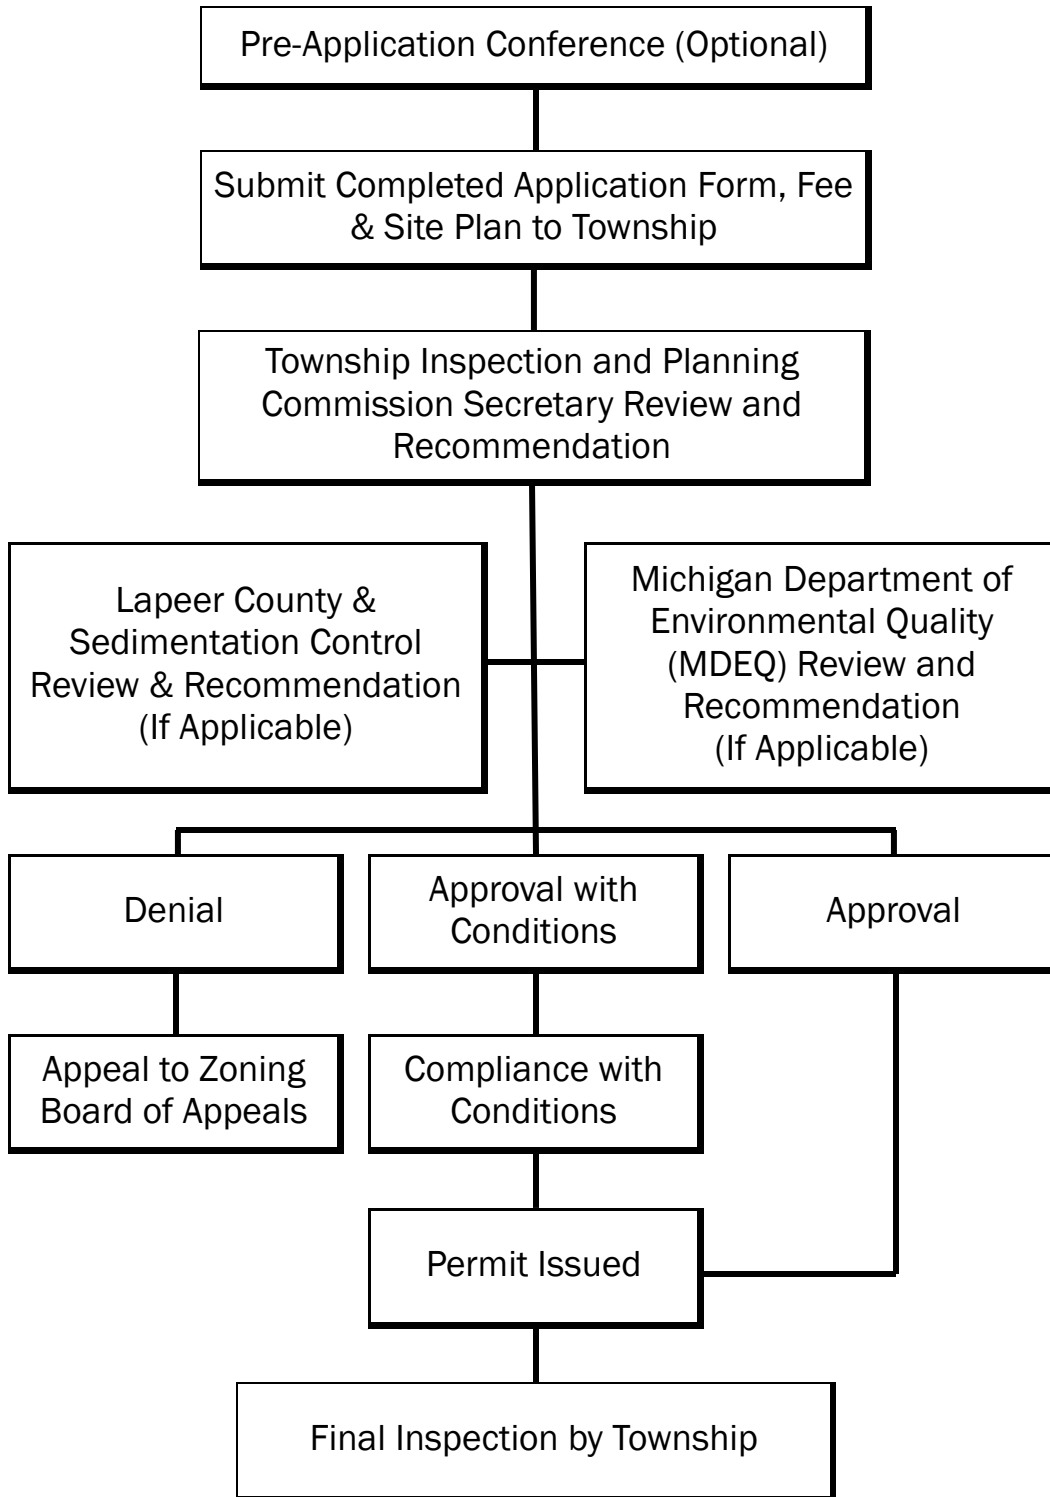 Pre-Application Conference (Optional)
Submit Completed Application Form, Fee
& Site Plan to Township
Township Inspection and Planning
Commission Secretary Review and
Recommendation
Lapeer County &
Sedimentation Control
Review & Recommendation
(If Applicable)
Michigan Department of
Environmental Quality
(MDEQ) Review and
Recommendation
(If Applicable)
Denial
Approval with
Conditions
Approval
Appeal to Zoning
Board of Appeals
Compliance with
Conditions
Permit Issued
Final Inspection by Township